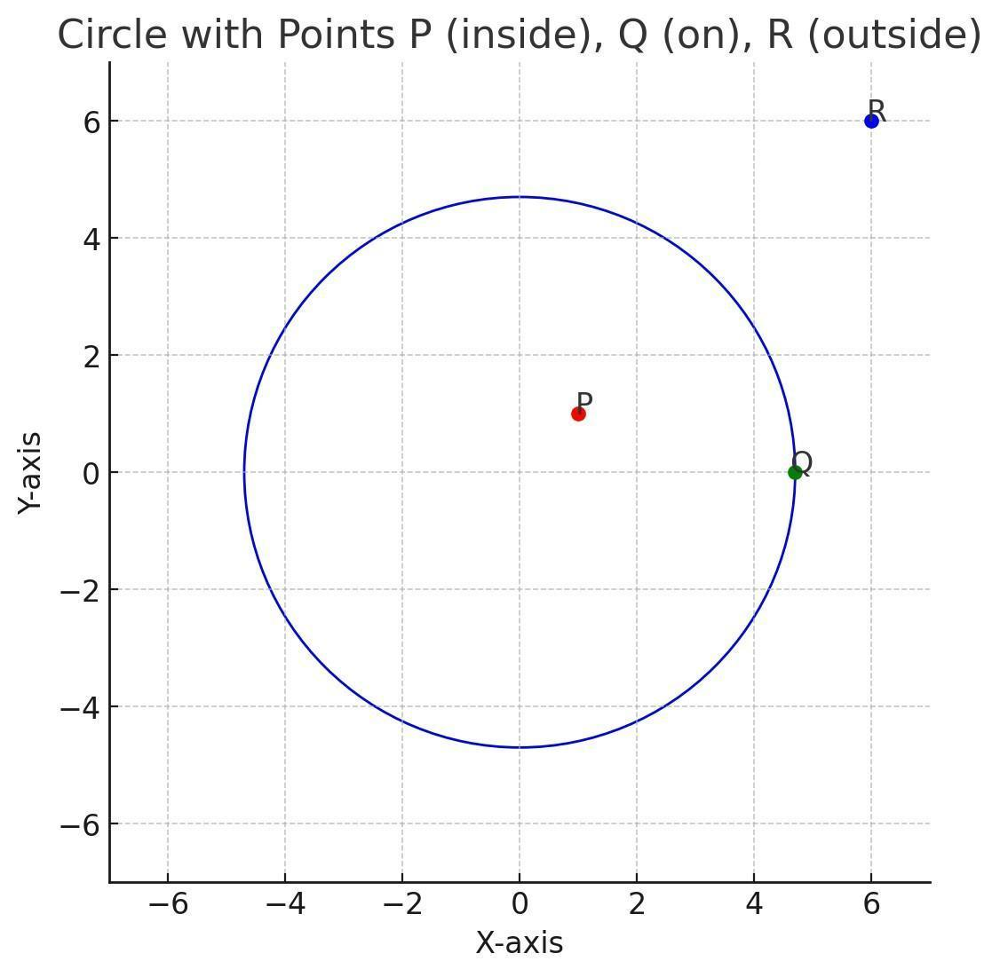 Circle with Points P (inside), Q (on), R (outside)
R
6
4
P
2
Q
0
Y-axis
−2
−4
−6
−6 −4 −2 0 2 4 6
X-axis